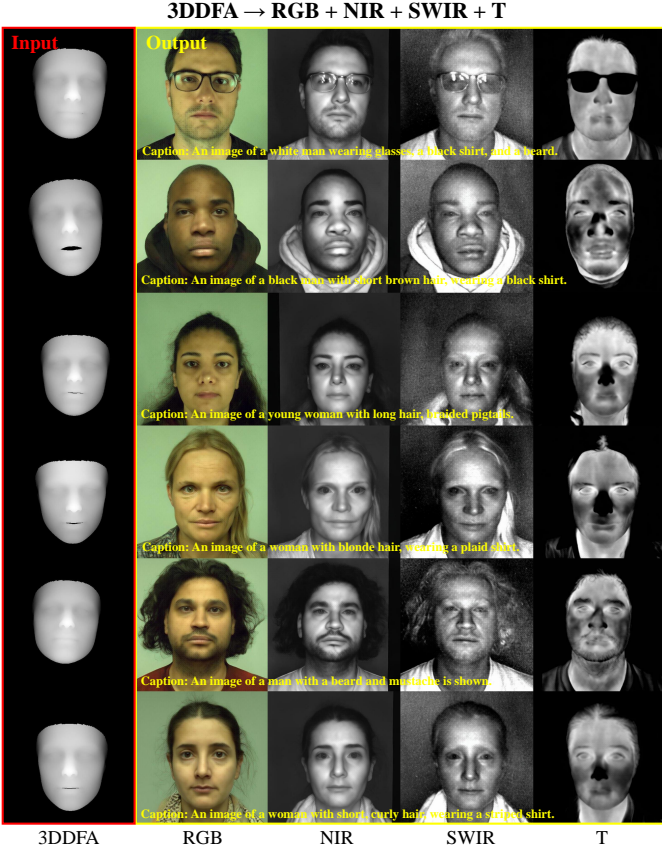 3DDFA → RGB + NIR + SWIR + T
Input
Output
Caption: An image of a white man wearing glasses, a black shirt, and a beard.
Caption: An image of a black man with short brown hair, wearing a black shirt.
Caption: An image of a young woman with long hair, braided pigtails.
Caption: An image of a woman with blonde hair, wearing a plaid shirt.
Caption: An image of a man with a beard and mustache is shown.
Caption: An image of a woman with short, curly hair, wearing a striped shirt.
3DDFA RGB NIR SWIR T